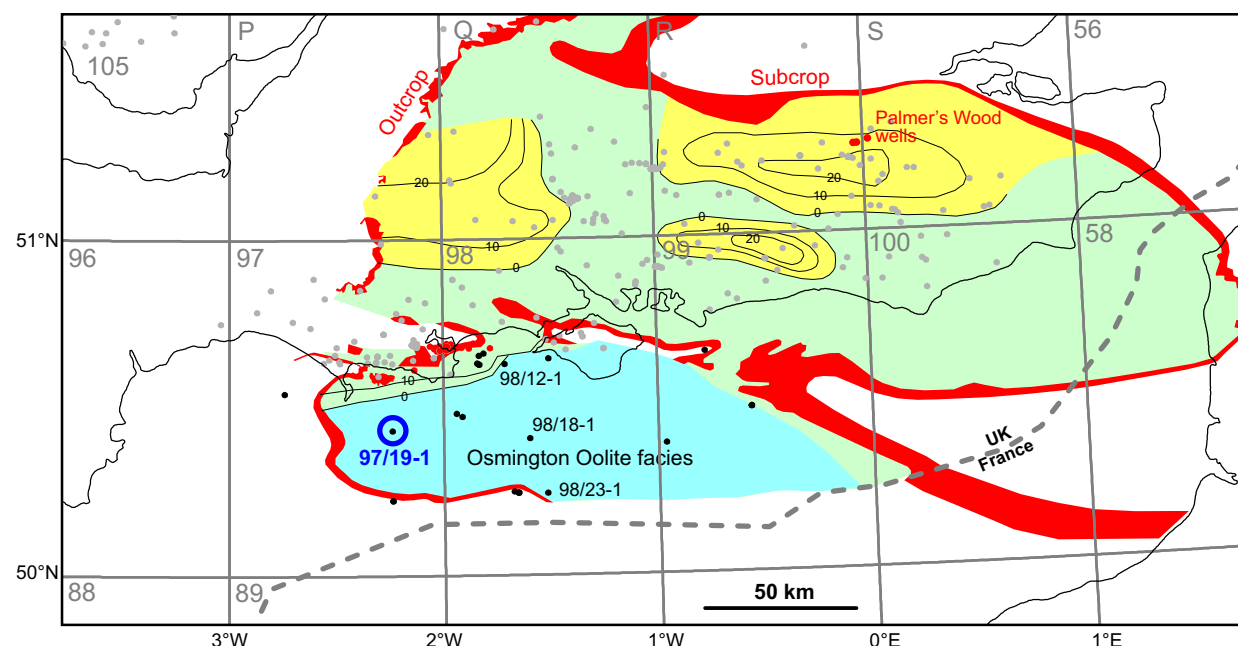 P
Q
R
S
56
105
Outcrop
Subcrop
Palmer's Wood
wells
20
20
10
0
0
10
20
10
0
51°N
96
97
98
99
100
58
10
0
98/12-1
98/18-1
97/19-1
Osmington Oolite facies
98/23-1
UK
France
50°N
88
89
50 km
3°W
2°W
1°W
0°E
1°E